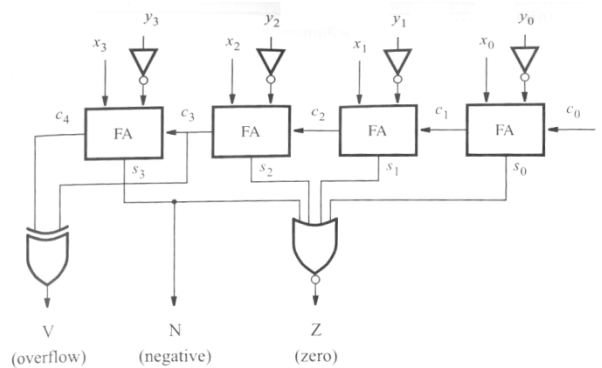 y3 y2 y1 y0
x3 x2 x1 x0
c4 c3 c2 c1 c0
FA FA FA FA
s3 s2 s1 s0
V N Z
(overflow) (negative) (zero)